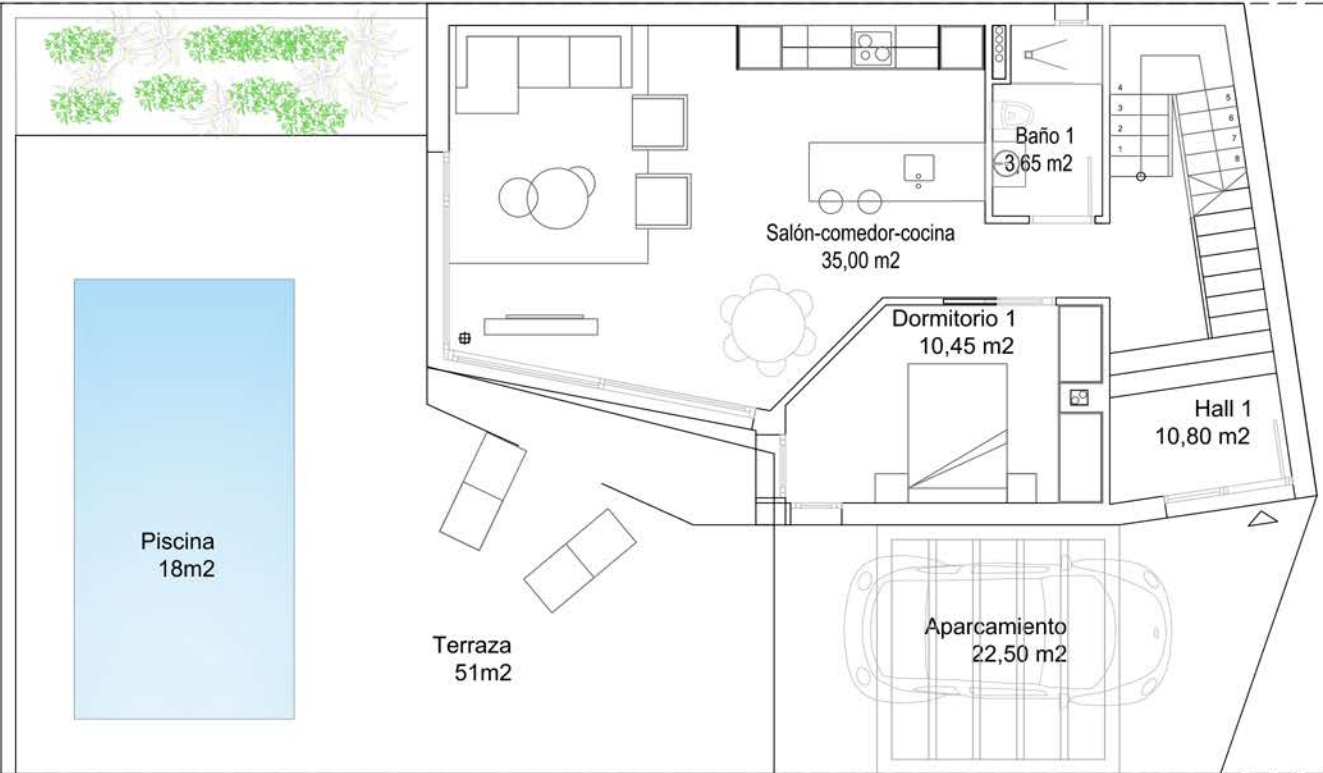 Baño 1
3,65 m2
4
3
2
1
5
6
7
8
Salón-comedor-cocina
35,00 m2
Dormitorio 1
10,45 m2
Hall 1
10,80 m2
Piscina
18m2
Terraza
51m2
Aparcamiento
22,50 m2